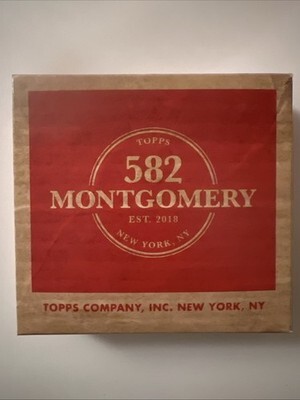 TOPPS
582
MONTGOMERY
EST. 2018
NEW YORK, NY
TOPPS COMPANY, INC. NEW YORK, NY